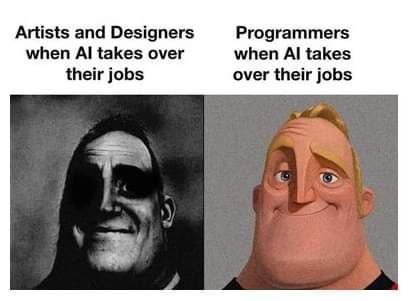 Artists and Designers
when AI takes over
their jobs
Programmers
when AI takes
over their jobs